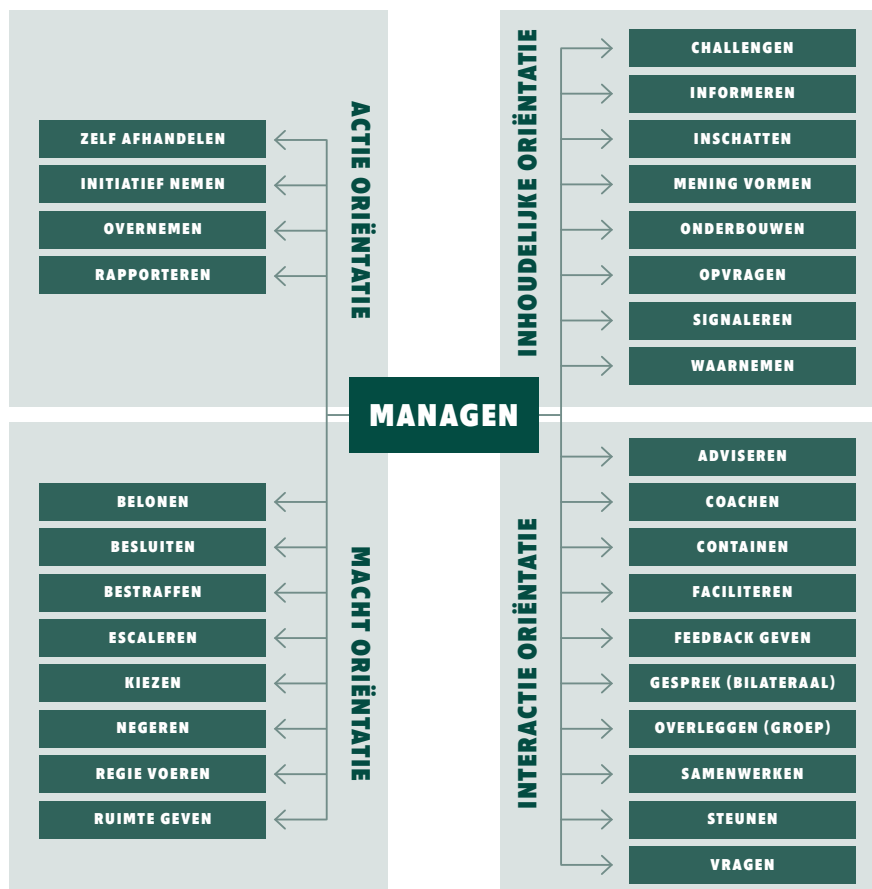 ACTIE ORIËNTATIE
ZELF AFHANDELEN
INITIATIEF NEMEN
OVERNEMEN
RAPPORTEREN
INHOUDELIJKE ORIËNTATIE
CHALLENGEN
INFORMEREN
INSCHATTEN
MENING VORMEN
ONDERBOUWEN
OPVRAGEN
SIGNALEREN
WAARNEMEN
MANAGEN
MACHT ORIËNTATIE
BELONEN
BESLUITEN
BESTRAFFEN
ESCALEREN
KIEZEN
NEGEREN
REGIE VOEREN
RUIMTE GEVEN
INTERACTIE ORIËNTATIE
ADVISEREN
COACHEN
CONTAINEN
FACILITEREN
FEEDBACK GEVEN
GESPREK (BILATERAAL)
OVERLEGGEN (GROEP)
SAMENWERKEN
STEUNEN
VRAGEN